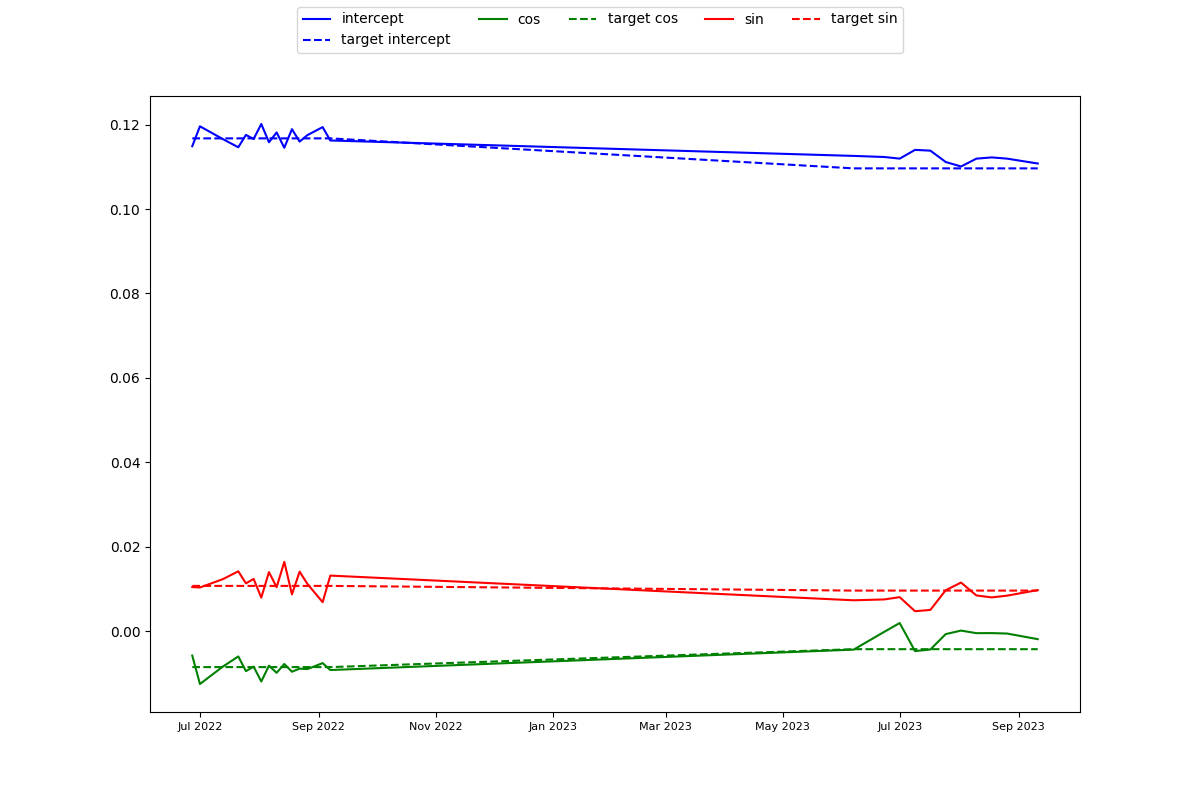 intercept cos target cos sin target sin
target intercept
0.12
0.10
0.08
0.06
0.04
0.02
0.00
Jul 2022 Sep 2022 Nov 2022 Jan 2023 Mar 2023 May 2023 Jul 2023 Sep 2023